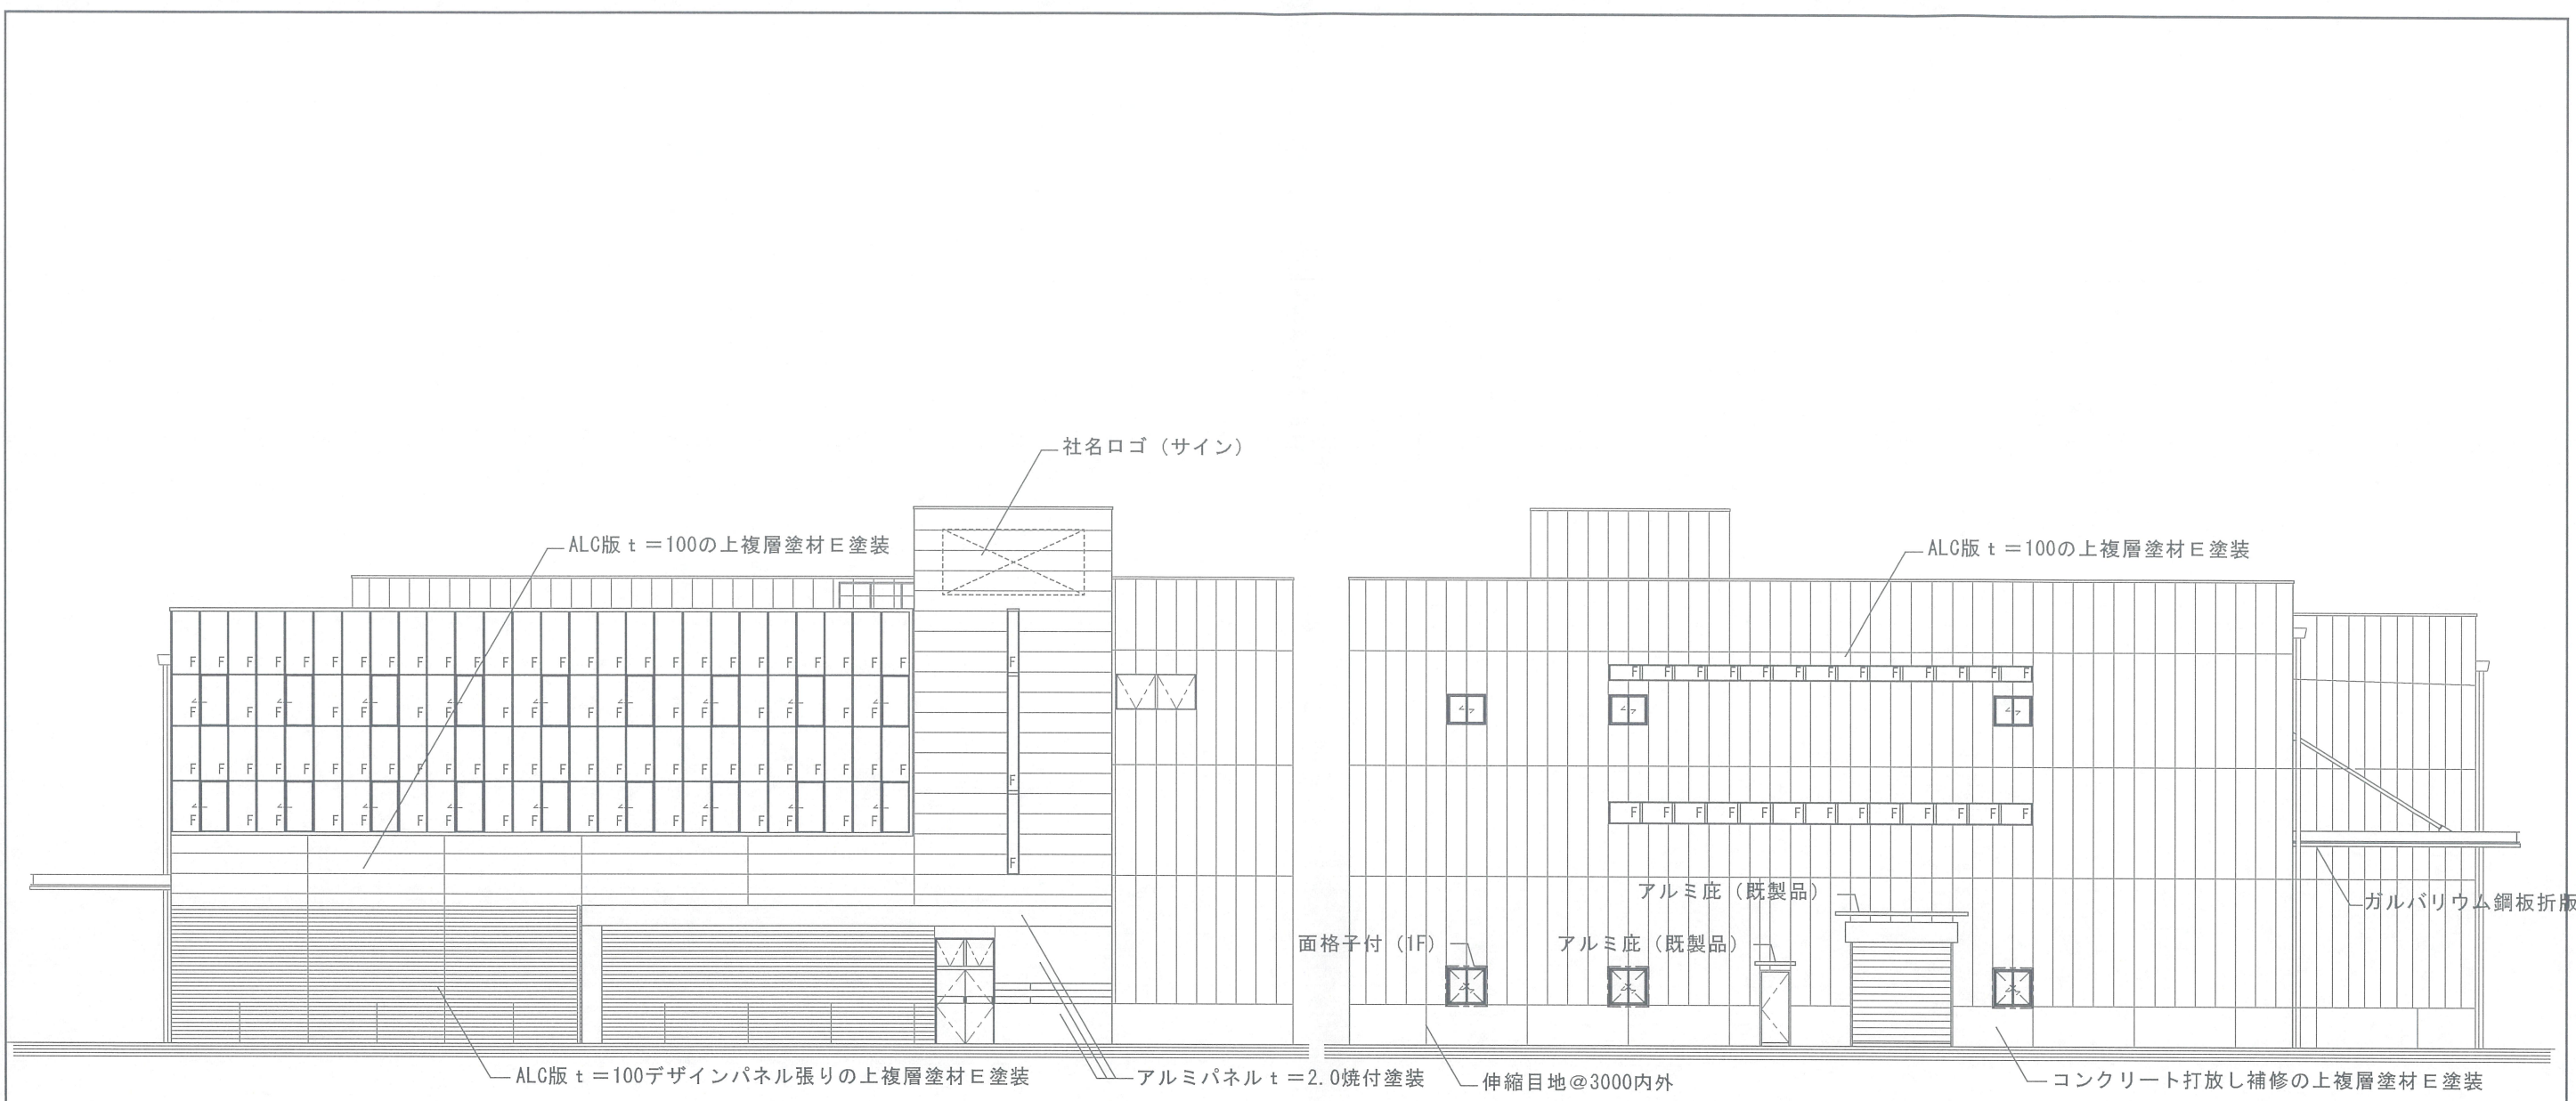 社名ロゴ（サイン）
ALC版ｔ＝100の上複層塗材Ｅ塗装
ALC版ｔ＝100の上複層塗材Ｅ塗装
F F F F F F F F F F F F F F F F F F F F F F F F F F
F
F F F F F F F F F F F F F
F F F F F F F F F F F F F F F F F
F F F F F F F F F F F F F F F F F F F F F F F F F F
F
F F F F F F F F F F F F F
F F F F F F F F F F F F F F F F F
F
アルミ庇（既製品）
ガルバリウム鋼板折版
面格子付（1F）
アルミ庇（既製品）
ALC版ｔ＝100デザインパネル張りの上複層塗材Ｅ塗装
アルミパネルｔ＝2.0焼付塗装
伸縮目地@3000内外
コンクリート打放し補修の上複層塗材Ｅ塗装